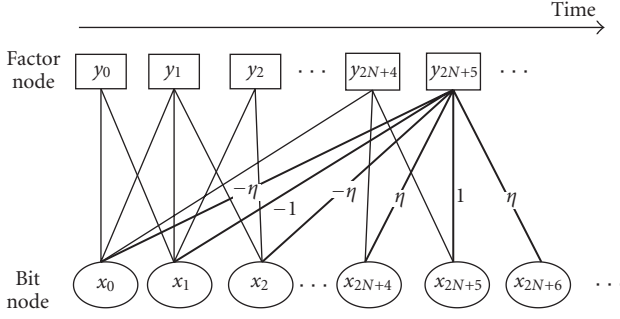 Time
Factor node
y0 y1 y2 ··· y2N+4 y2N+5 ···
−η −1 −η η 1 η
Bit node
x0 x1 x2 ··· x2N+4 x2N+5 x2N+6 ···